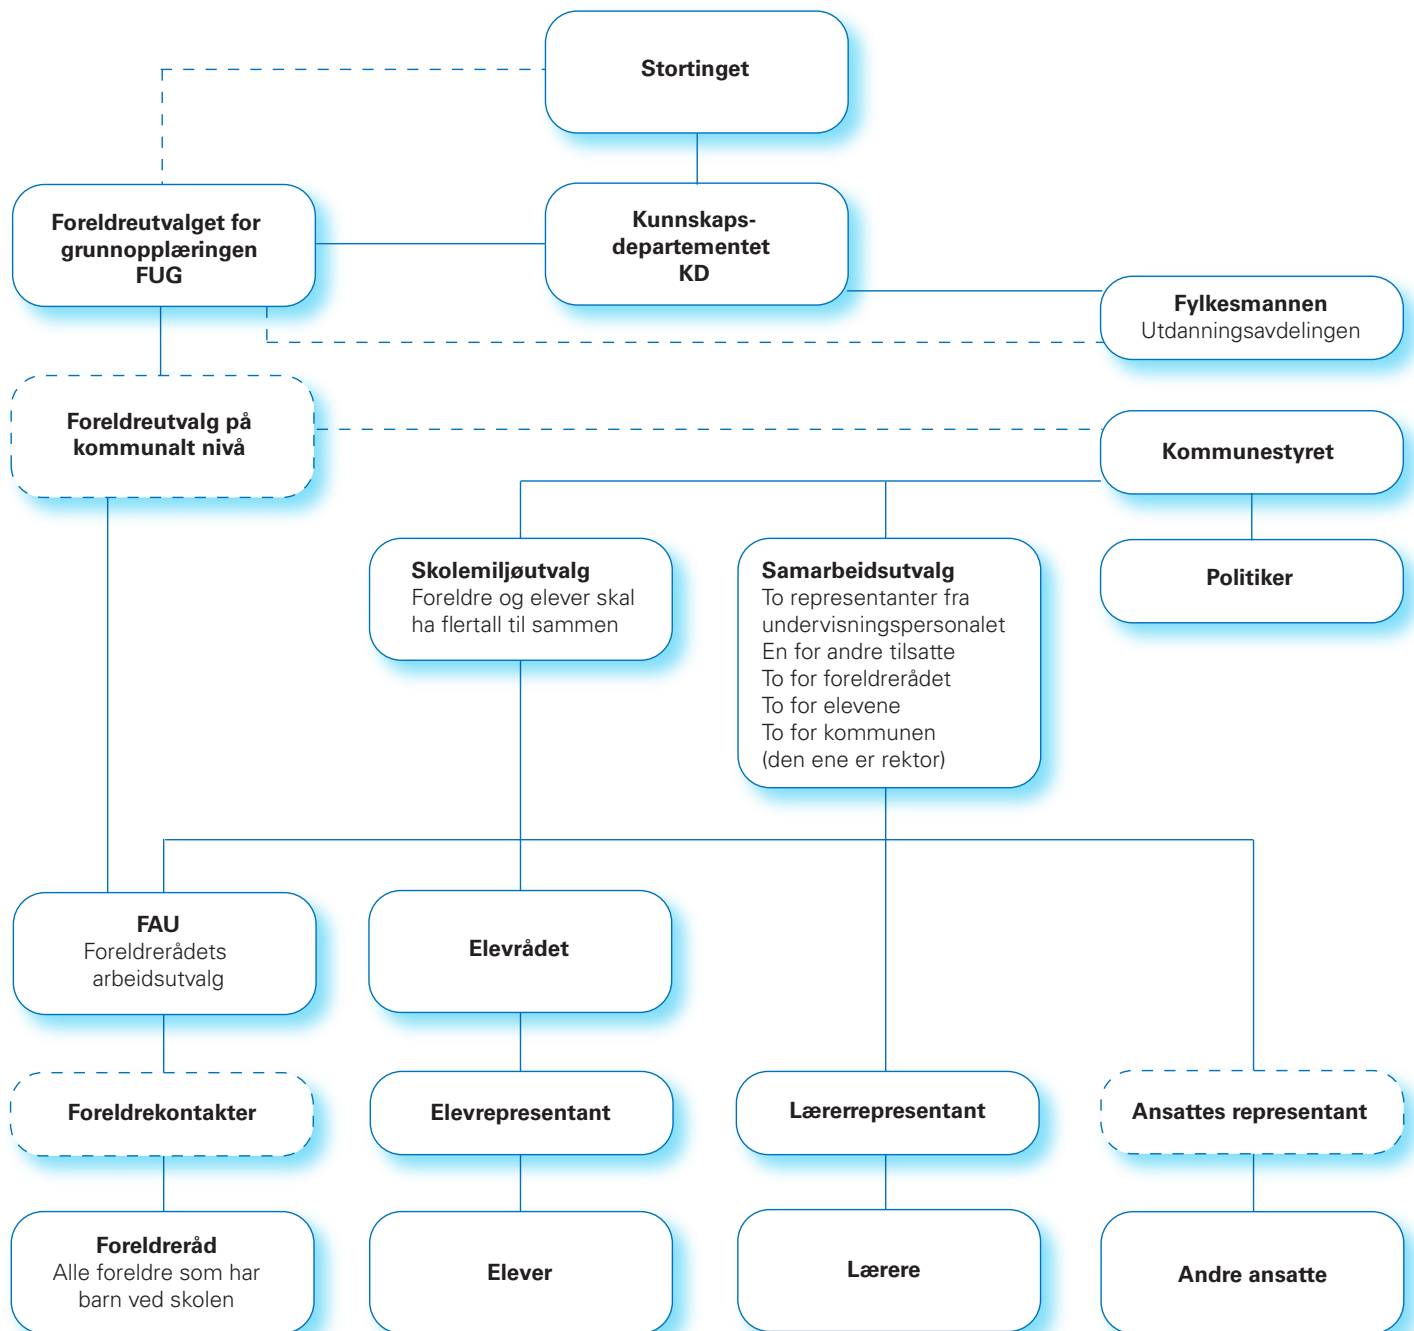 Stortinget
Foreldreutvalget for
grunnopplæringen
FUG
Kunnskaps-
departementet
KD
Fylkesmannen
Utdanningsavdelingen
Foreldreutvalg på
kommunalt nivå
Kommunestyret
Skolemiljøutvalg
Foreldre og elever skal
ha flertall til sammen
Samarbeidsutvalg
To representanter fra
undervisningspersonalet
En for andre tilsatte
To for foreldrerådet
To for elevene
To for kommunen
(den ene er rektor)
Politiker
FAU
Foreldrerådets
arbeidsutvalg
Elevrådet
Foreldrekontakter
Elevrepresentant
Lærerrepresentant
Ansattes representant
Foreldreråd
Alle foreldre som har
barn ved skolen
Elever
Lærere
Andre ansatte